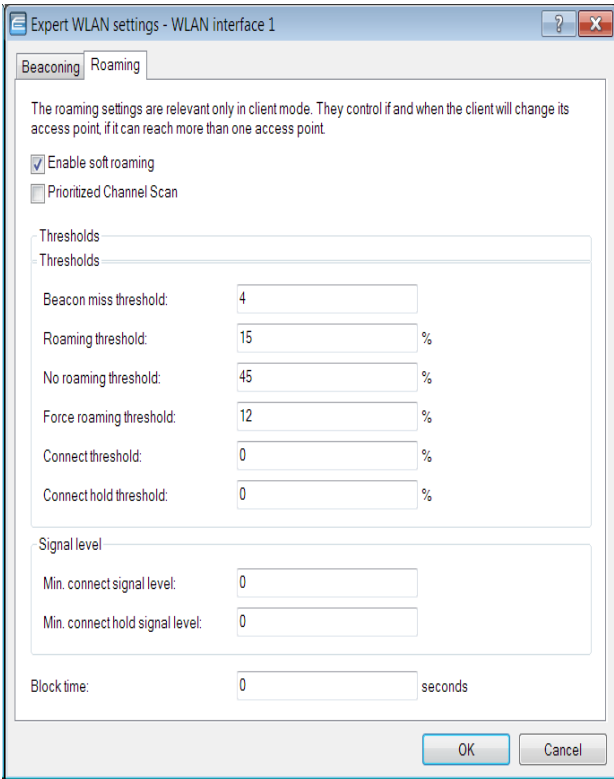 Expert WLAN settings - WLAN interface 1
Beaconing Roaming
The roaming settings are relevant only in client mode. They control if and when the client will change its
access point, if it can reach more than one access point.
Enable soft roaming
Prioritized Channel Scan
Thresholds
Thresholds
Beacon miss threshold: 4
Roaming threshold: 15 %
No roaming threshold: 45 %
Force roaming threshold: 12 %
Connect threshold: 0 %
Connect hold threshold: 0 %
Signal level
Min. connect signal level: 0
Min. connect hold signal level: 0
Block time: 0 seconds
OK Cancel